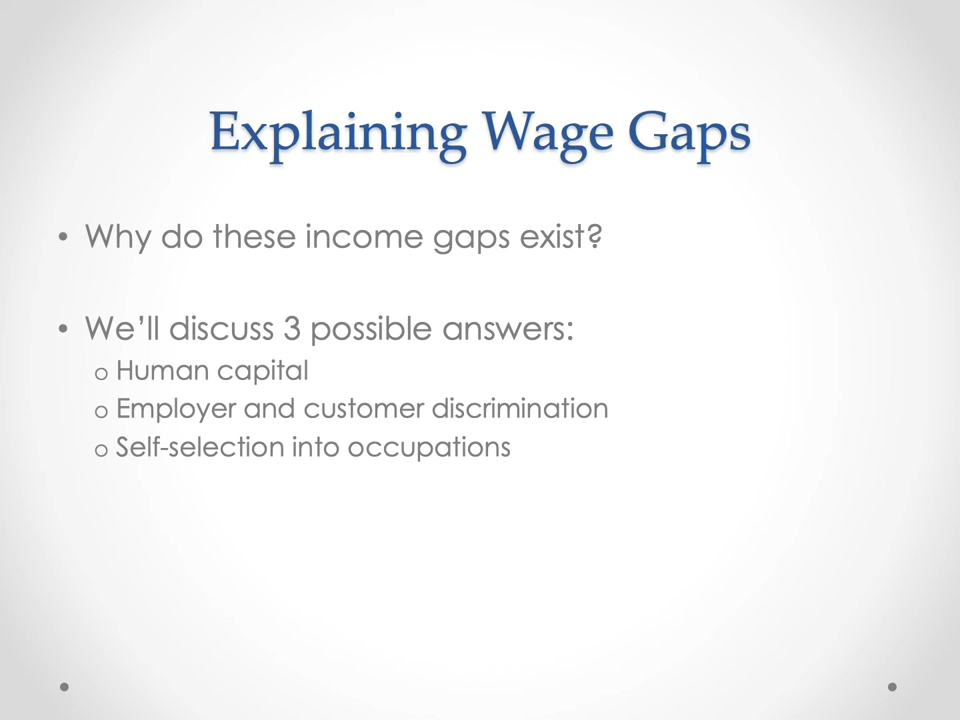 Explaining Wage Gaps
• Why do these income gaps exist?
• We’ll discuss 3 possible answers:
o Human capital
o Employer and customer discrimination
o Self-selection into occupations